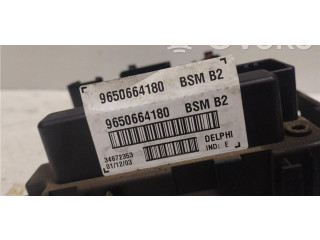 9650664180 BSM B2
9650664180 BSM B2
34672353
DELPHI
01/12/03
IND: E